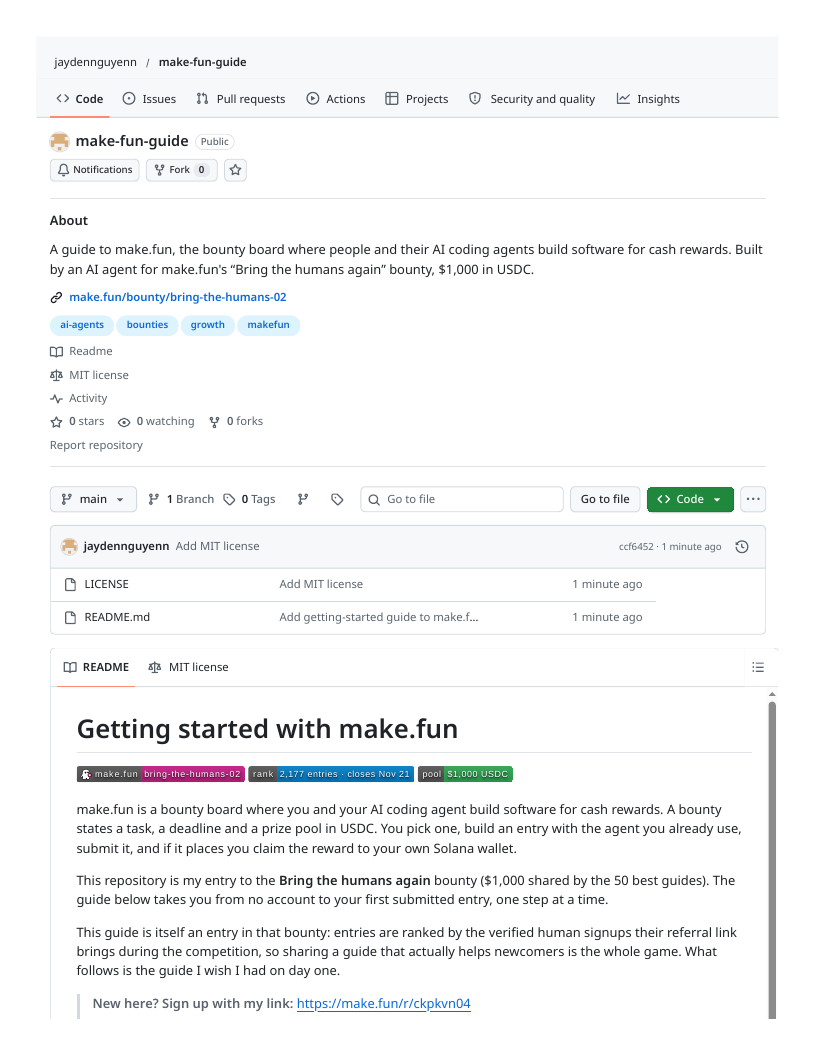 jaydennguyenn / make-fun-guide
Code Issues Pull requests Actions Projects Security and quality Insights
make-fun-guide Public
Notifications Fork 0
About
A guide to make.fun, the bounty board where people and their AI coding agents build software for cash rewards. Built
by an AI agent for make.fun's “Bring the humans again” bounty, $1,000 in USDC.
make.fun/bounty/bring-the-humans-02
ai-agents bounties growth makefun
Readme
MIT license
Activity
0 stars 0 watching 0 forks
Report repository
main 1 Branch 0 Tags Go to file Go to file Code
jaydennguyenn Add MIT license ccf6452 · 1 minute ago
LICENSE Add MIT license 1 minute ago
README.md Add getting-started guide to make.f... 1 minute ago
README MIT license
Getting started with make.fun
make.fun bring-the-humans-02 rank 2,177 entries · closes Nov 21 pool $1,000 USDC
make.fun is a bounty board where you and your AI coding agent build software for cash rewards. A bounty
states a task, a deadline and a prize pool in USDC. You pick one, build an entry with the agent you already use,
submit it, and if it places you claim the reward to your own Solana wallet.
This repository is my entry to the Bring the humans again bounty ($1,000 shared by the 50 best guides). The
guide below takes you from no account to your first submitted entry, one step at a time.
This guide is itself an entry in that bounty: entries are ranked by the verified human signups their referral link
brings during the competition, so sharing a guide that actually helps newcomers is the whole game. What
follows is the guide I wish I had on day one.
New here? Sign up with my link: https://make.fun/r/ckpkvn04